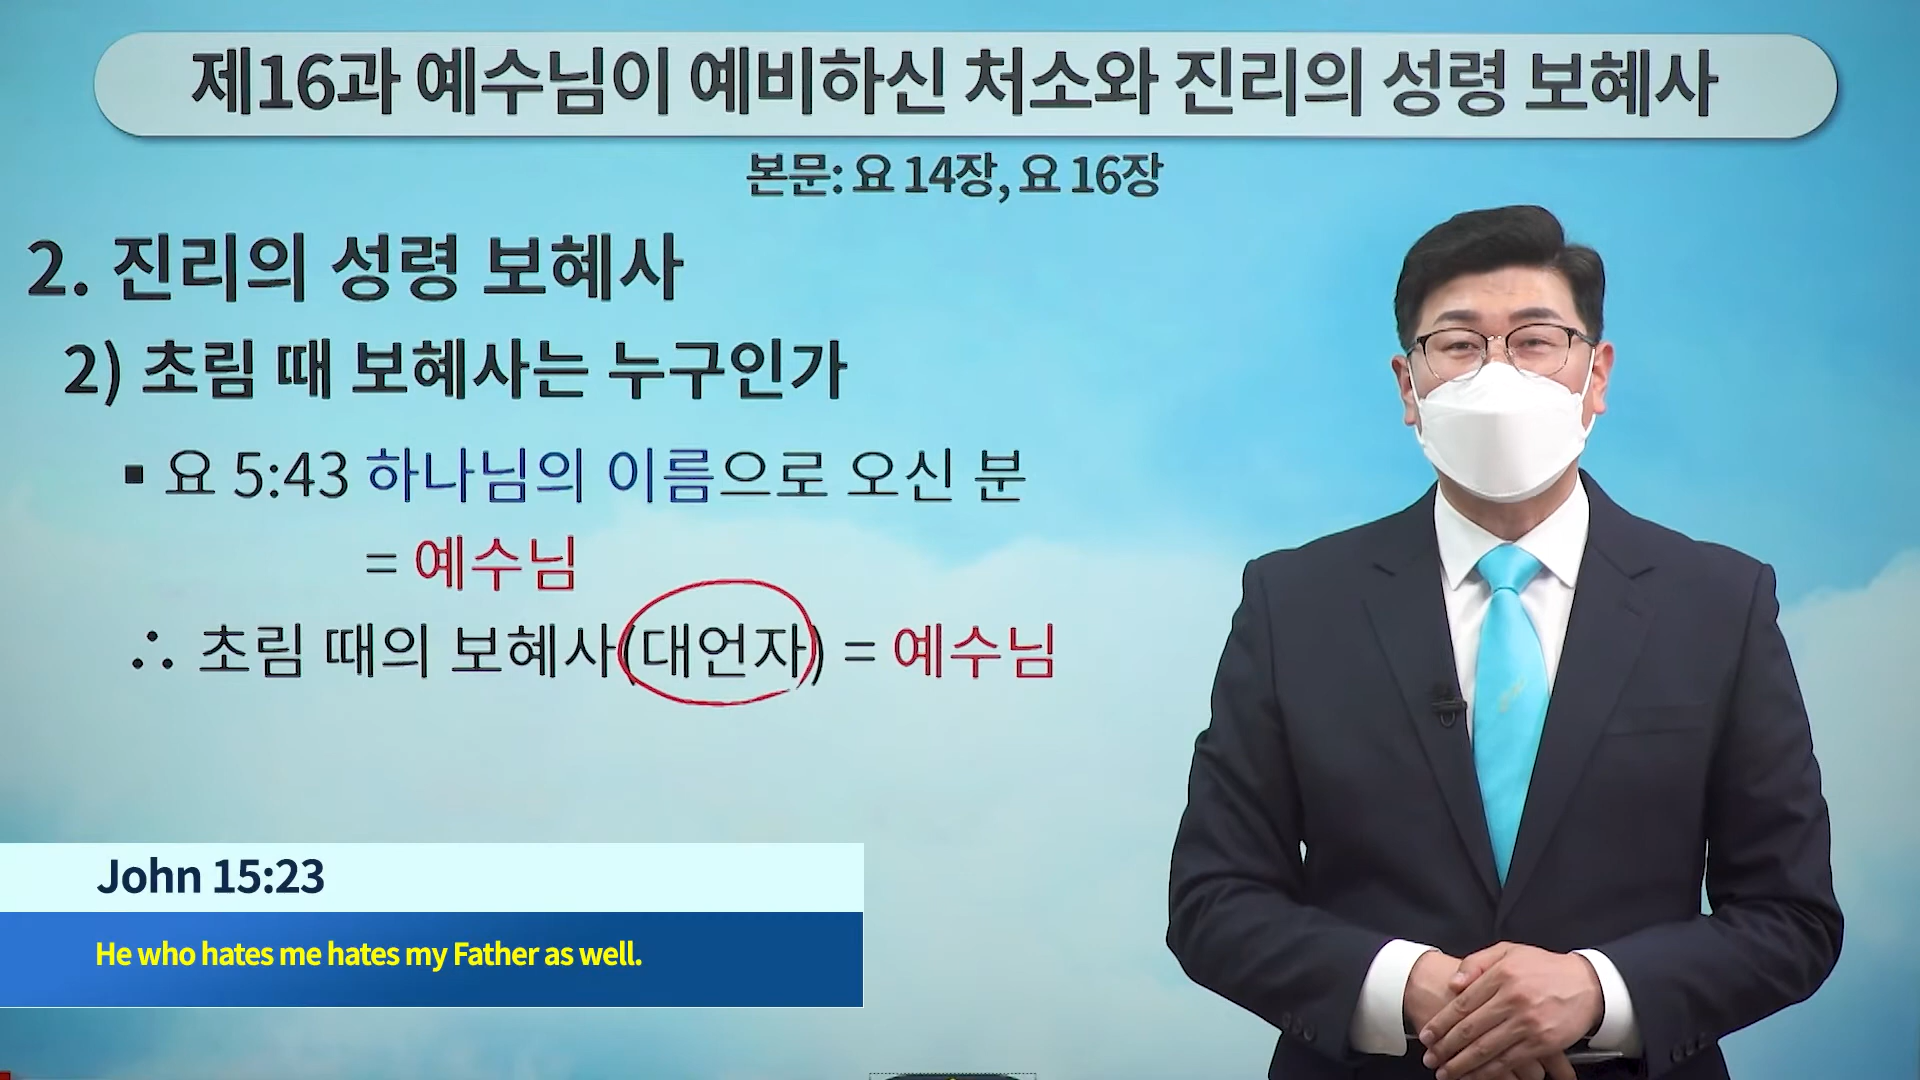 제16과 예수님이 예비하신 처소와 진리의 성령 보혜사
본문: 요 14장, 요 16장
2. 진리의 성령 보혜사
2) 초림 때 보혜사는 누구인가
▪ 요 5:43 하나님의 이름으로 오신 분
= 예수님
∴ 초림 때의 보혜사(대언자) = 예수님
John 15:23
He who hates me hates my Father as well.